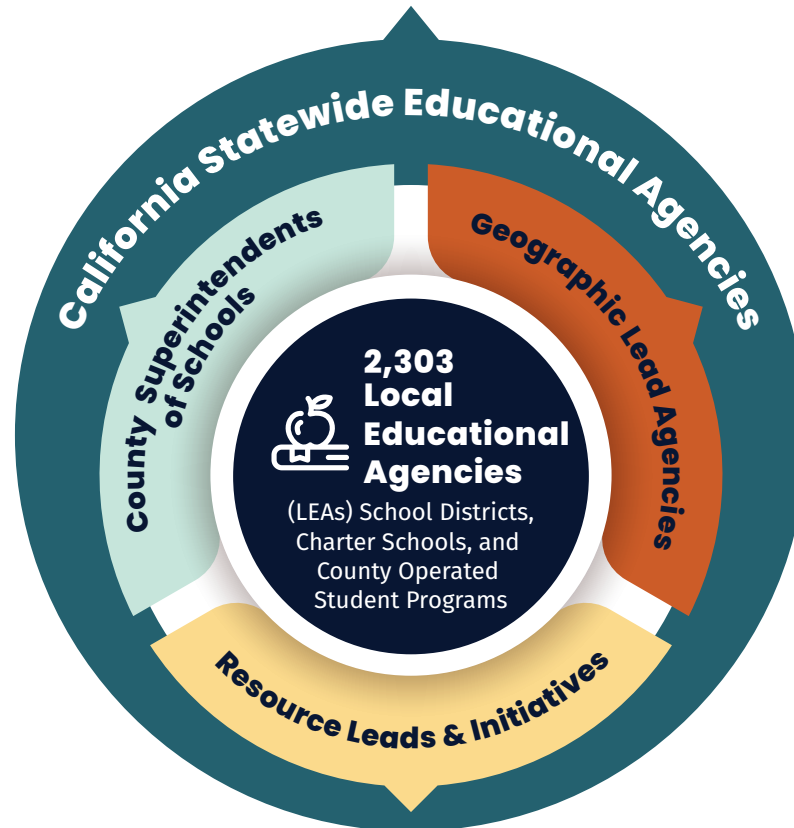 California Statewide Educational Agencies
County Superintendents
of Schools
Geographic Lead Agencies
2,303
Local
Educational
Agencies
(LEAs) School Districts,
Charter Schools, and
County Operated
Student Programs
Resource Leads & Initiatives